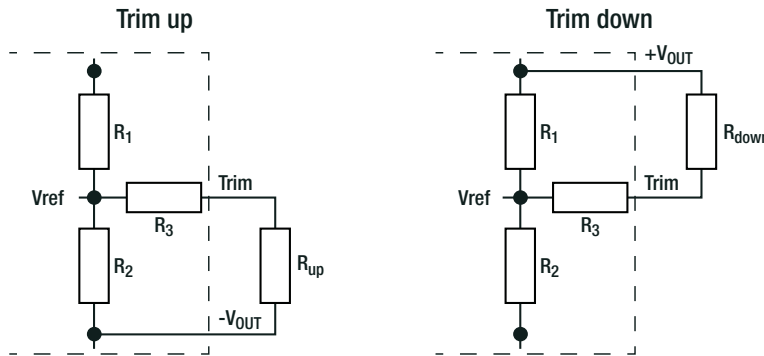 Trim up
R1
Vref
Trim
R3
R2
Rup
-VOUT
Trim down
+VOUT
R1
Rdown
Vref
Trim
R3
R2